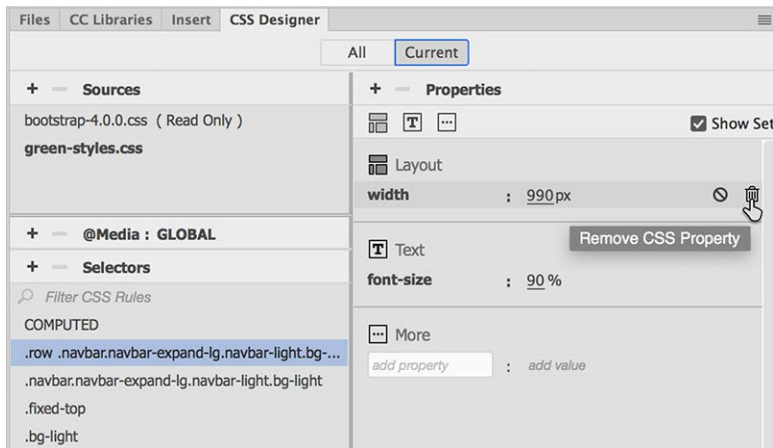 Files CC Libraries Insert CSS Designer
All Current
+ Sources
bootstrap-4.0.0.css ( Read Only )
green-styles.css
+ @Media : GLOBAL
+ Selectors
Filter CSS Rules
COMPUTED
.row .navbar.navbar-expand-lg.navbar-light.bg-...
.navbar.navbar-expand-lg.navbar-light.bg-light
.fixed-top
.bg-light
+ Properties
T Show Set
Layout
width : 990px
Remove CSS Property
T Text
font-size : 90 %
More
add property : add value